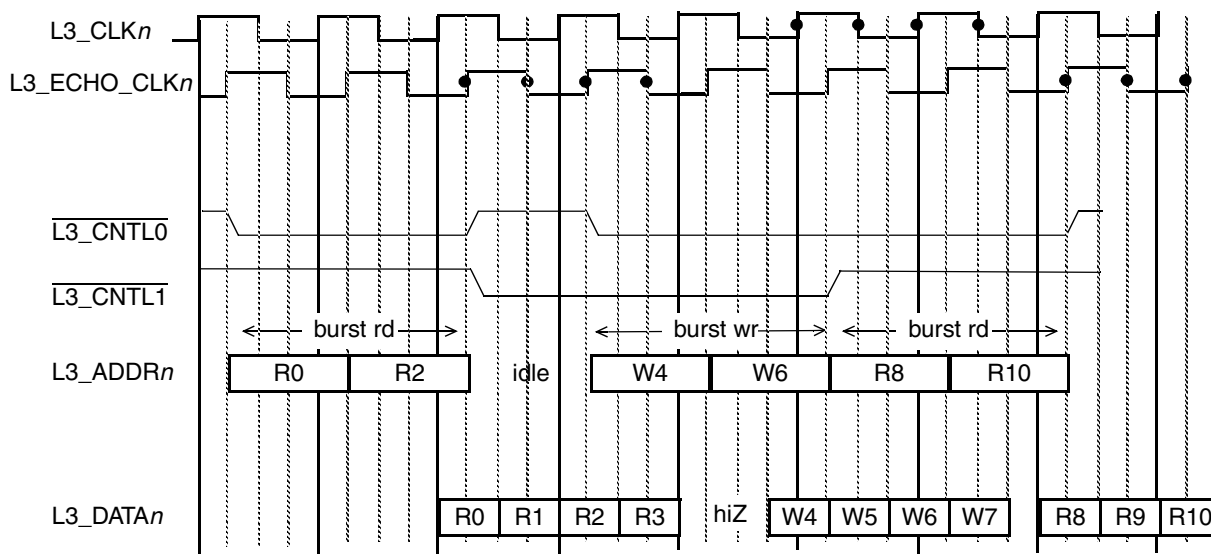 L3_CLKn
L3_ECHO_CLKn
L3_CNTL0
L3_CNTL1
burst rd burst wr burst rd
L3_ADDRn R0 R2 idle W4 W6 R8 R10
L3_DATAn R0 R1 R2 R3 hiZ W4 W5 W6 W7 R8 R9 R10